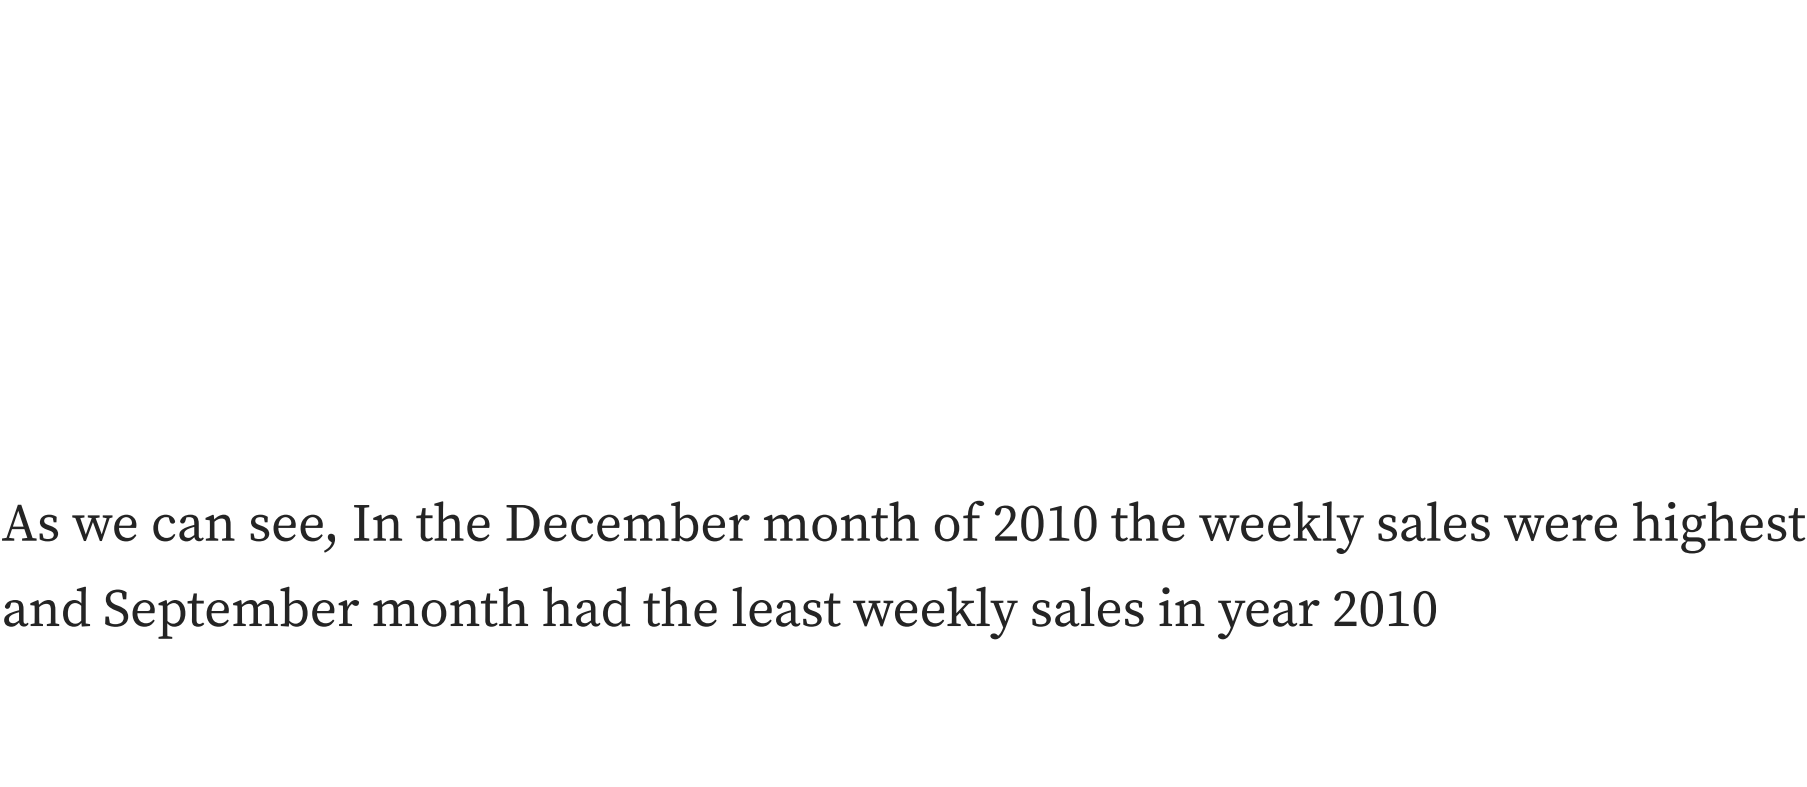 As we can see, In the December month of 2010 the weekly sales were highest
and September month had the least weekly sales in year 2010